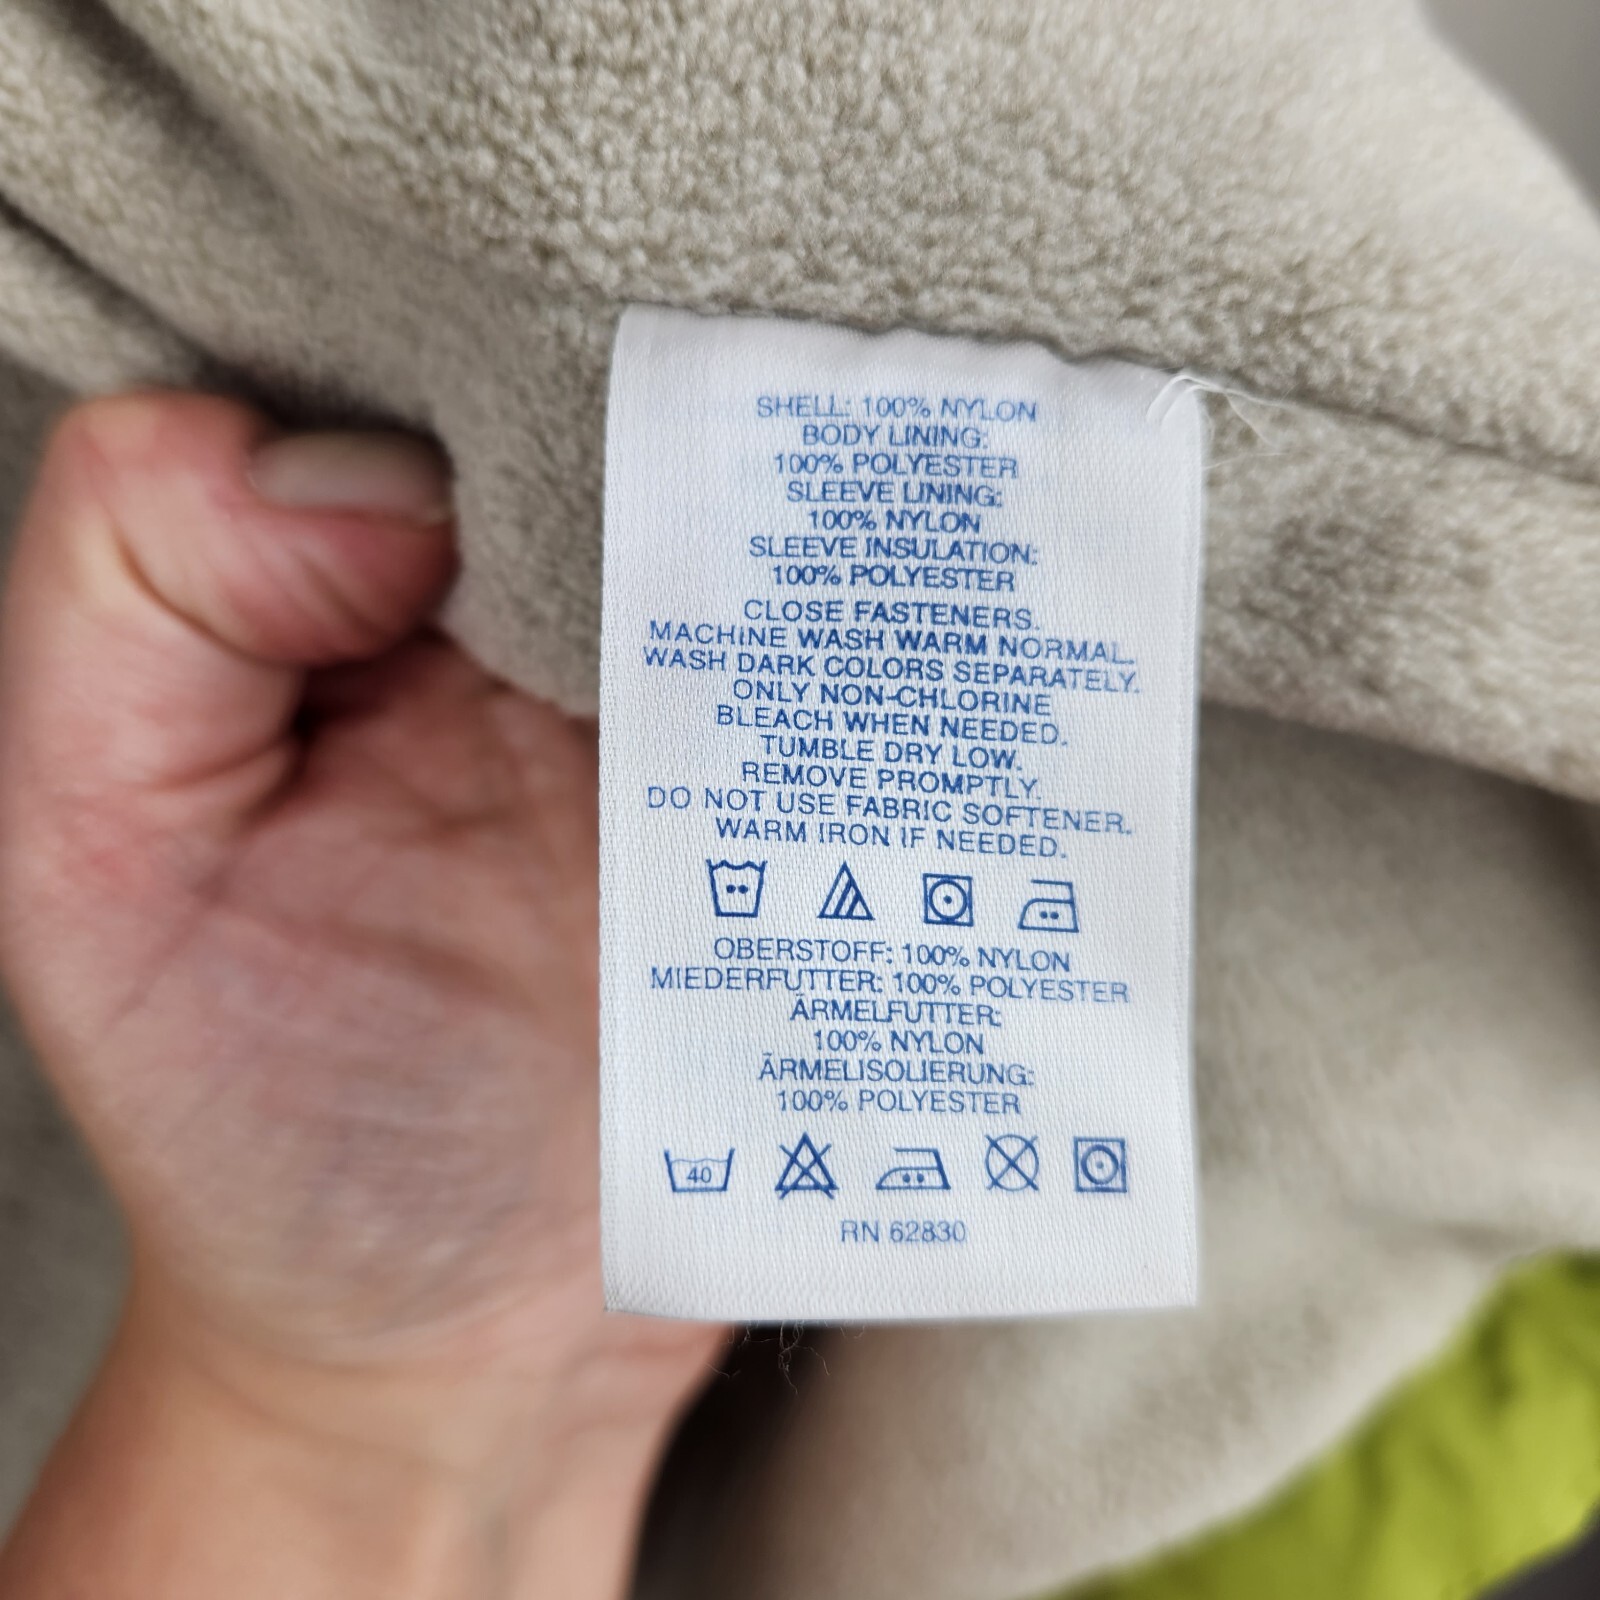 SHELL: 100% NYLON
BODY LINING:
100% POLYESTER
SLEEVE LINING:
100% NYLON
SLEEVE INSULATION:
100% POLYESTER
CLOSE FASTENERS.
MACHINE WASH WARM NORMAL.
WASH DARK COLORS SEPARATELY.
ONLY NON-CHLORINE
BLEACH WHEN NEEDED.
TUMBLE DRY LOW.
REMOVE PROMPTLY.
DO NOT USE FABRIC SOFTENER.
WARM IRON IF NEEDED.
OBERSTOFF: 100% NYLON
MIEDERFUTTER: 100% POLYESTER
ÄRMELFUTTER:
100% NYLON
ÃRMELISOLIERUNG:
100% POLYESTER
40
RN 62830